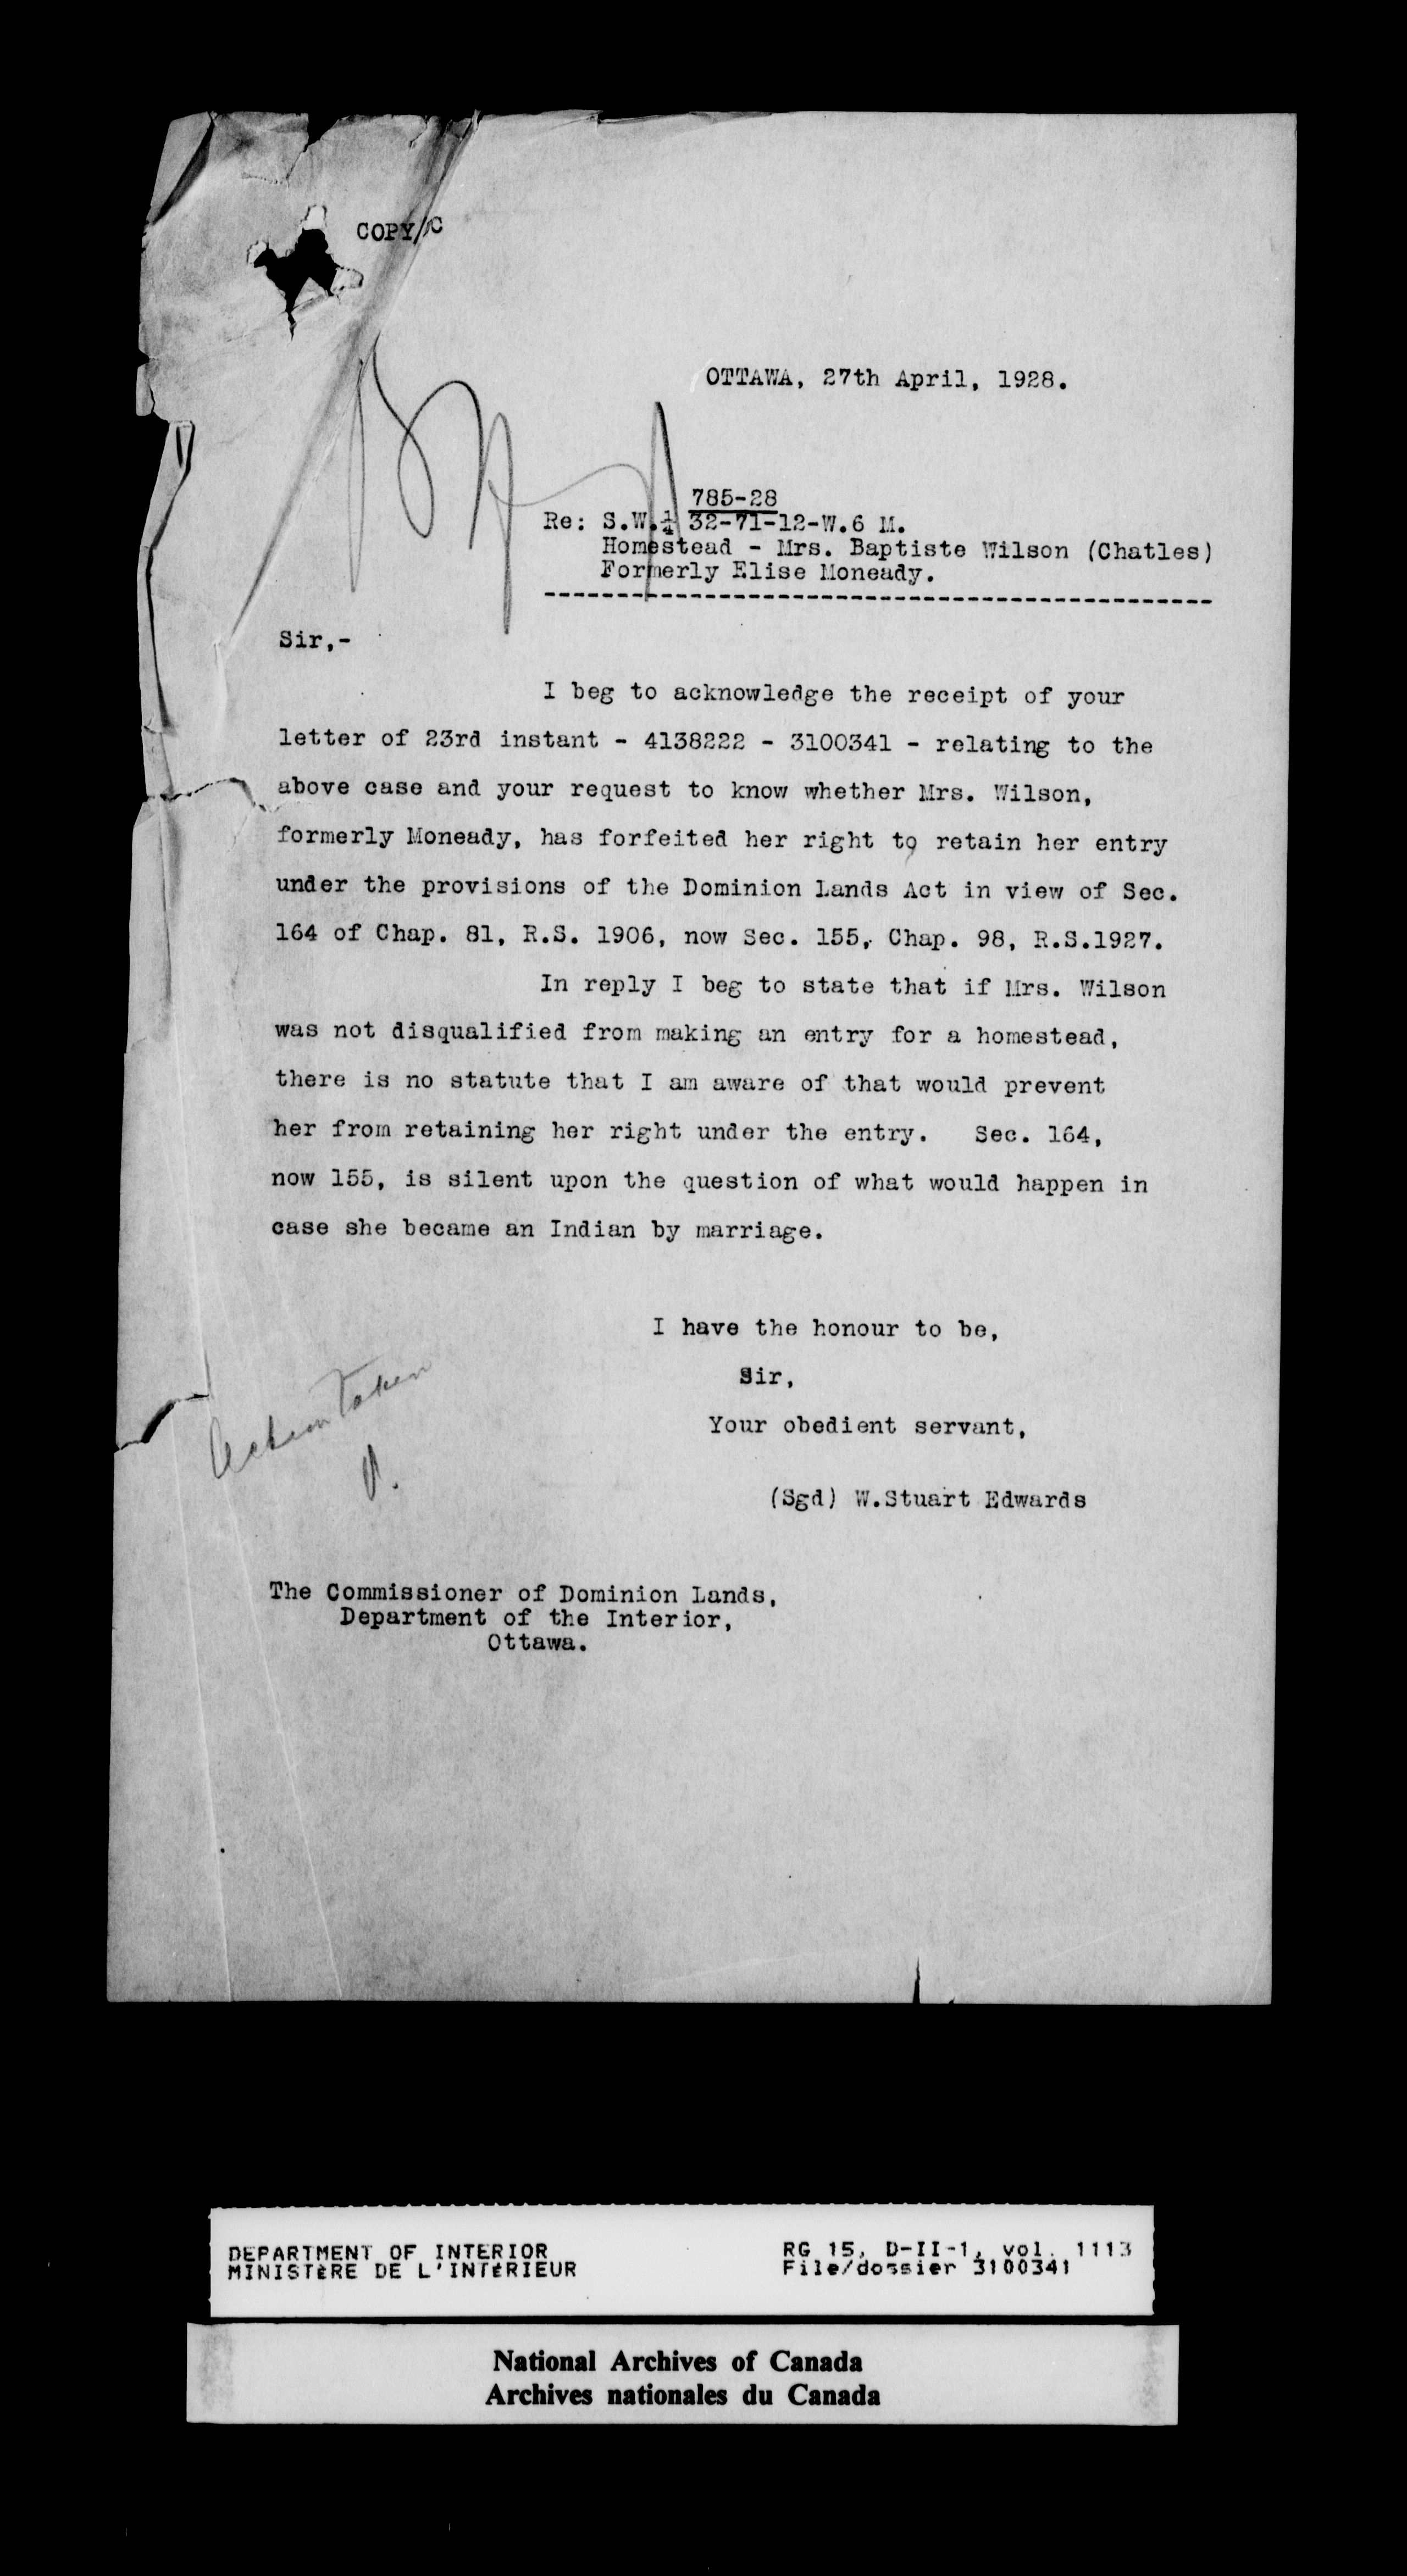 COPY/C
OTTAWA, 27th April, 1928.
785-28
Re: S.W.¼ 32-71-12-W.6 M.
Homestead - Mrs. Baptiste Wilson (Chatles)
Formerly Elise Moneady.
Sir,-
I beg to acknowledge the receipt of your
letter of 23rd instant - 4138222 - 3100341 - relating to the
above case and your request to know whether Mrs. Wilson,
formerly Moneady, has forfeited her right to retain her entry
under the provisions of the Dominion Lands Act in view of Sec.
164 of Chap. 81, R.S. 1906, now Sec. 155, Chap. 98, R.S.1927.
In reply I beg to state that if Mrs. Wilson
was not disqualified from making an entry for a homestead,
there is no statute that I am aware of that would prevent
her from retaining her right under the entry. Sec. 164,
now 155, is silent upon the question of what would happen in
case she became an Indian by marriage.
I have the honour to be,
Sir,
Your obedient servant,
Action Taken
(Sgd) W.Stuart Edwards
The Commissioner of Dominion Lands,
Department of the Interior,
Ottawa.
DEPARTMENT OF INTERIOR
MINISTÈRE DE L'INTÉRIEUR
RG 15, D-II-1, vol. 1113
File/dossier 3100341
National Archives of Canada
Archives nationales du Canada